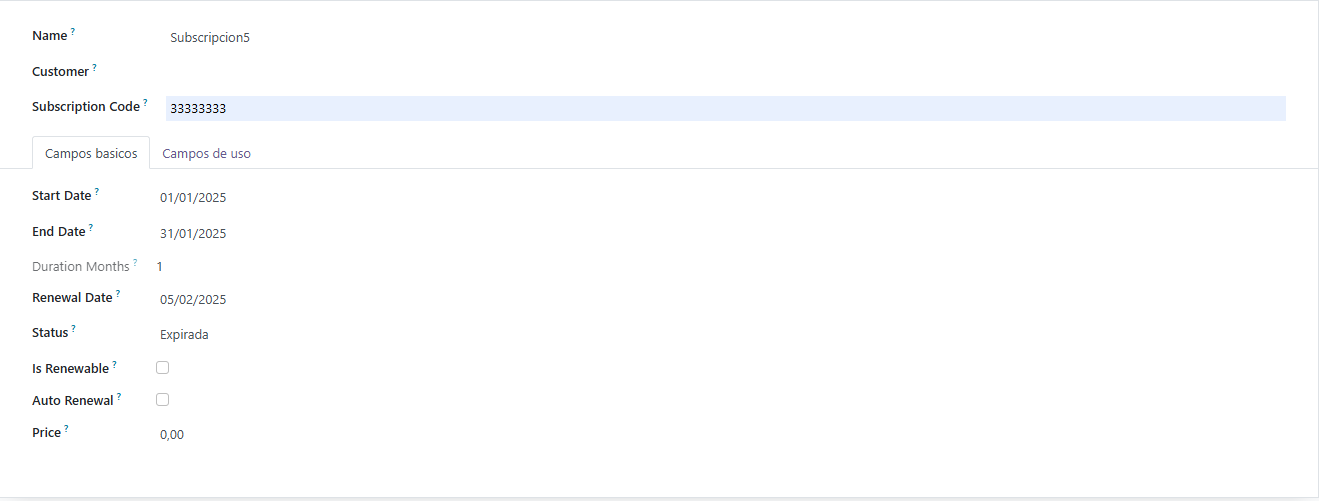 Name ? Subscripcion5
Customer ?
Subscription Code ? 33333333
Campos basicos Campos de uso
Start Date ? 01/01/2025
End Date ? 31/01/2025
Duration Months ? 1
Renewal Date ? 05/02/2025
Status ? Expirada
Is Renewable ?
Auto Renewal ?
Price ? 0,00